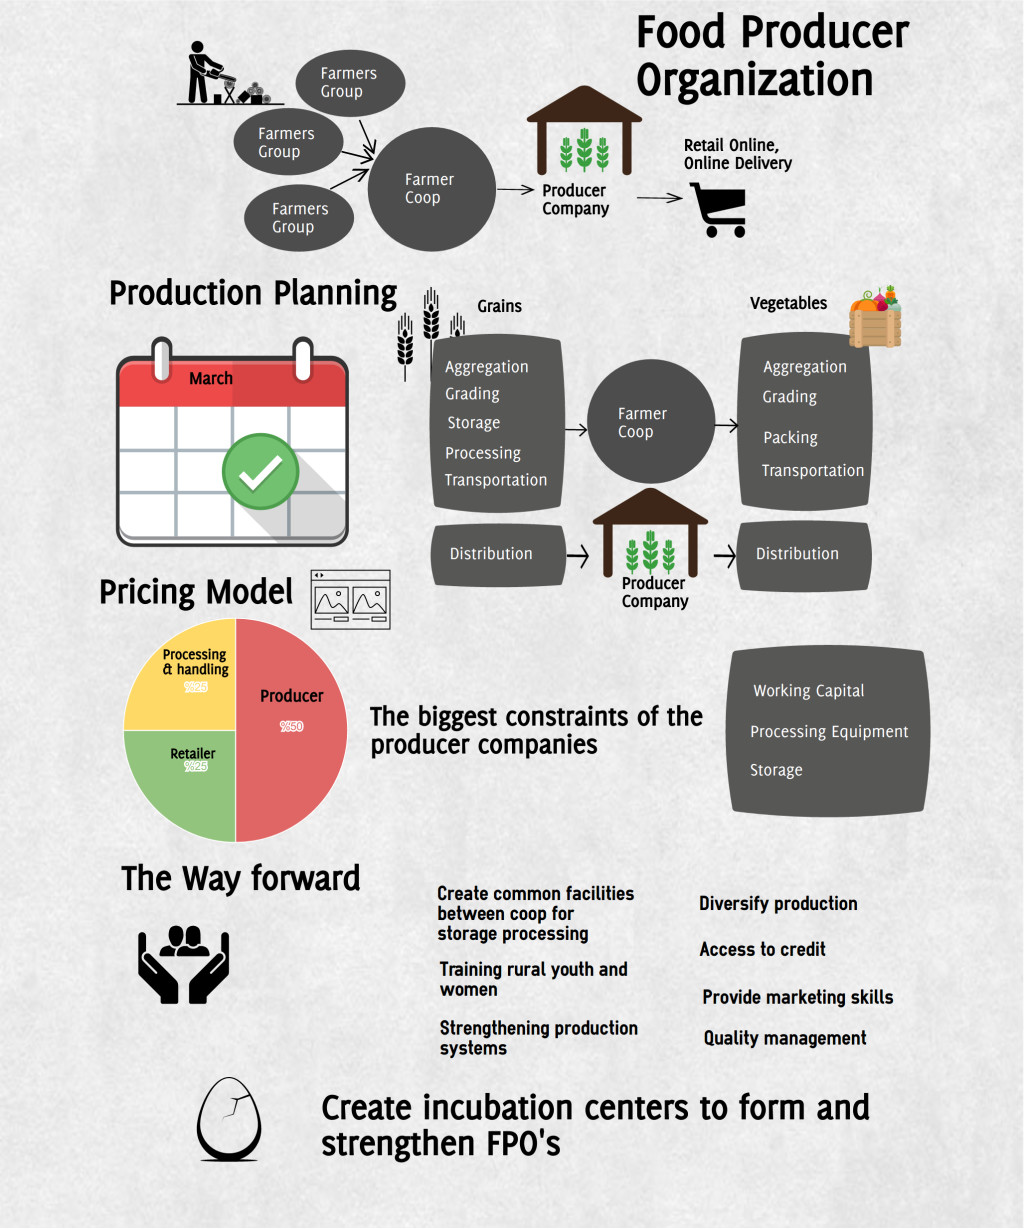 Food Producer
Organization
Farmers
Group
Farmers
Group
Farmers
Group
Farmer
Coop
Producer
Company
Retail Online,
Online Delivery
Production Planning
March
Grains
Aggregation
Grading
Storage
Processing
Transportation
Farmer
Coop
Vegetables
Aggregation
Grading
Packing
Transportation
Distribution
Producer
Company
Distribution
Pricing Model
Processing
& handling
%25
Producer
%50
Retailer
%25
The biggest constraints of the
producer companies
Working Capital
Processing Equipment
Storage
The Way forward
Create common facilities
between coop for
storage processing
Training rural youth and
women
Strengthening production
systems
Diversify production
Access to credit
Provide marketing skills
Quality management
Create incubation centers to form and
strengthen FPO's